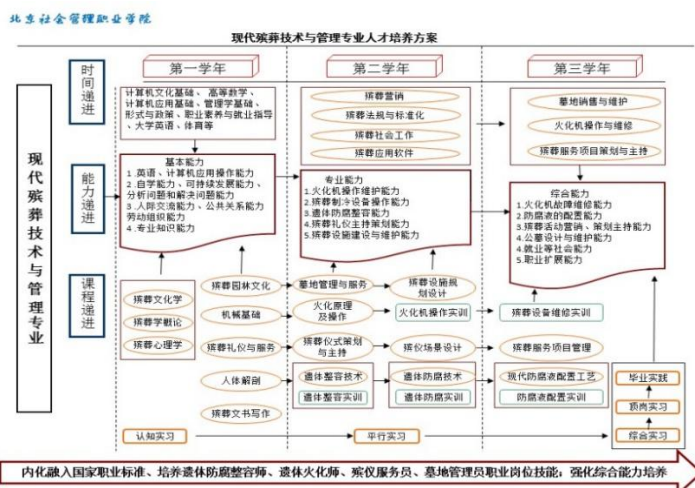 北京社会管理职业学院
现代殡葬技术与管理专业人才培养方案
时间递进
第一学年
第二学年
第三学年
计算机文化基础、高等数学、
计算机应用基础、管理学基础、
形式与政策、职业素养与就业指导
、大学英语、体育等
殡葬营销
殡葬法规与标准化
殡葬社会工作
殡葬应用软件
墓地销售与维护
火化机操作与维修
殡葬服务项目策划与主持
现代殡葬技术与管理专业
能力递进
基本能力
1.英语、计算机应用操作能力
2.自学能力、可持续发展能力、
分析问题和解决问题能力
3.人际交流能力、公共关系能力
劳动组织能力
4.专业知识能力
专业能力
1.火化机操作维护能力
2.殡葬制冷设备操作能力
3.遗体防腐整容能力
4.殡葬礼仪主持策划能力
5.殡葬设施建设与维护能力
综合能力
1.火化机故障维修能力
2.防腐液的配置能力
3.殡葬活动营销、策划主持能力
4.公墓设计与维护能力
4.就业等社会能力
5.职业扩展能力
课程递进
殡葬文化学
殡葬学概论
殡葬心理学
殡葬园林文化
机械基础
殡葬礼仪与服务
人体解剖
殡葬文书写作
墓地管理与服务
火化原理
及操作
殡葬仪式策划
与主持
遗体整容技术
遗体整容实训
殡葬设施规
划设计
火化机操作实训
殡仪场景设计
遗体防腐技术
遗体防腐实训
殡葬设备维修实训
殡葬服务项目管理
现代防腐液配置工艺
防腐液配置实训
毕业实践
顶岗实习
综合实习
认知实习
平行实习
内化融入国家职业标准、培养遗体防腐整容师、遗体火化师、殡仪服务员、墓地管理员职业岗位技能；强化综合能力培养